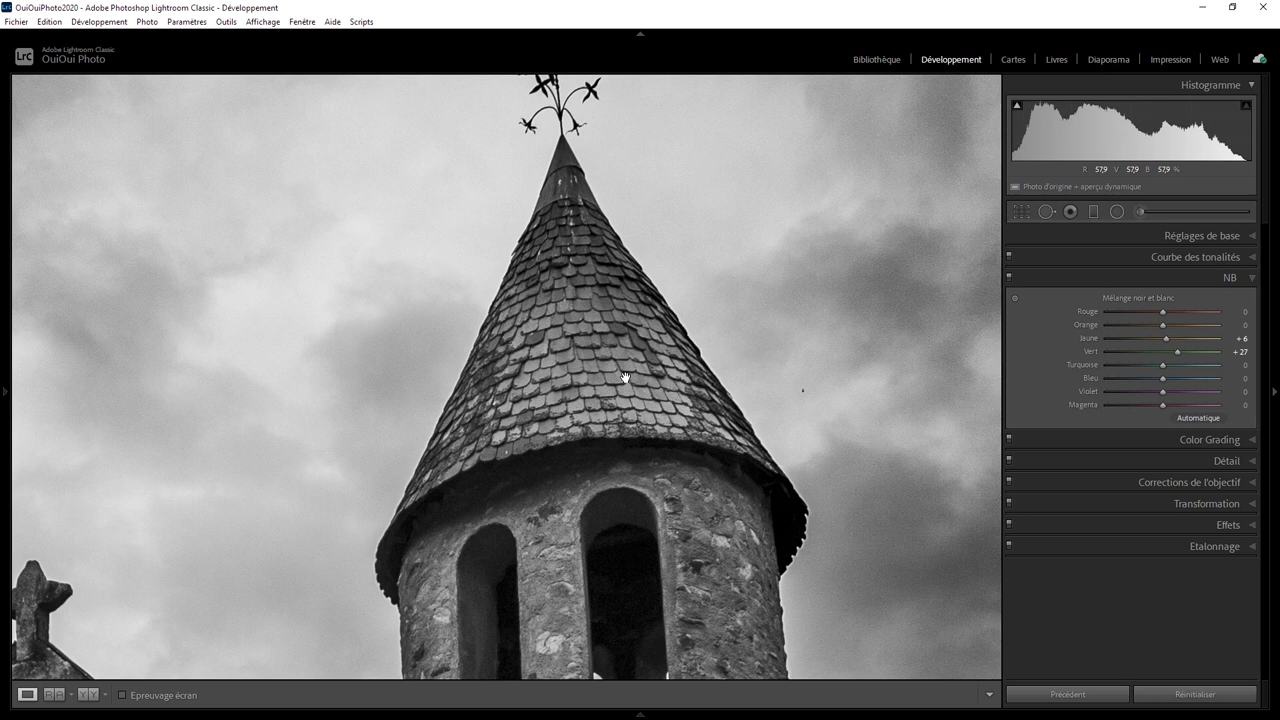 OuiOuiPhoto2020 - Adobe Photoshop Lightroom Classic - Développement
Fichier Edition Développement Photo Paramètres Outils Affichage Fenêtre Aide Scripts
Lrc
Adobe Lightroom Classic
OuiOui Photo
Bibliothèque | Développement | Cartes | Livres | Diaporama | Impression | Web
Histogramme
R 57,9 V 57,9 B 57,9 %
Photo d'origine + aperçu dynamique
Réglages de base
Courbe des tonalités
NB
Mélange noir et blanc
Rouge 0
Orange 0
Jaune + 6
Vert + 27
Turquoise 0
Bleu 0
Violet 0
Magenta 0
Automatique
Color Grading
Détail
Corrections de l'objectif
Transformation
Effets
Etalonnage
Epreuvage écran
Précédent Réinitialiser